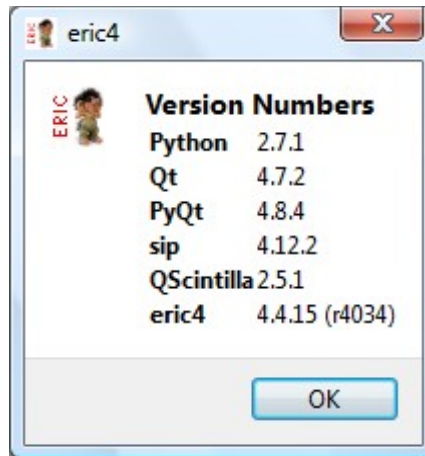 eric4
ERIC
Version Numbers
Python 2.7.1
Qt 4.7.2
PyQt 4.8.4
sip 4.12.2
QScintilla 2.5.1
eric4 4.4.15 (r4034)
OK